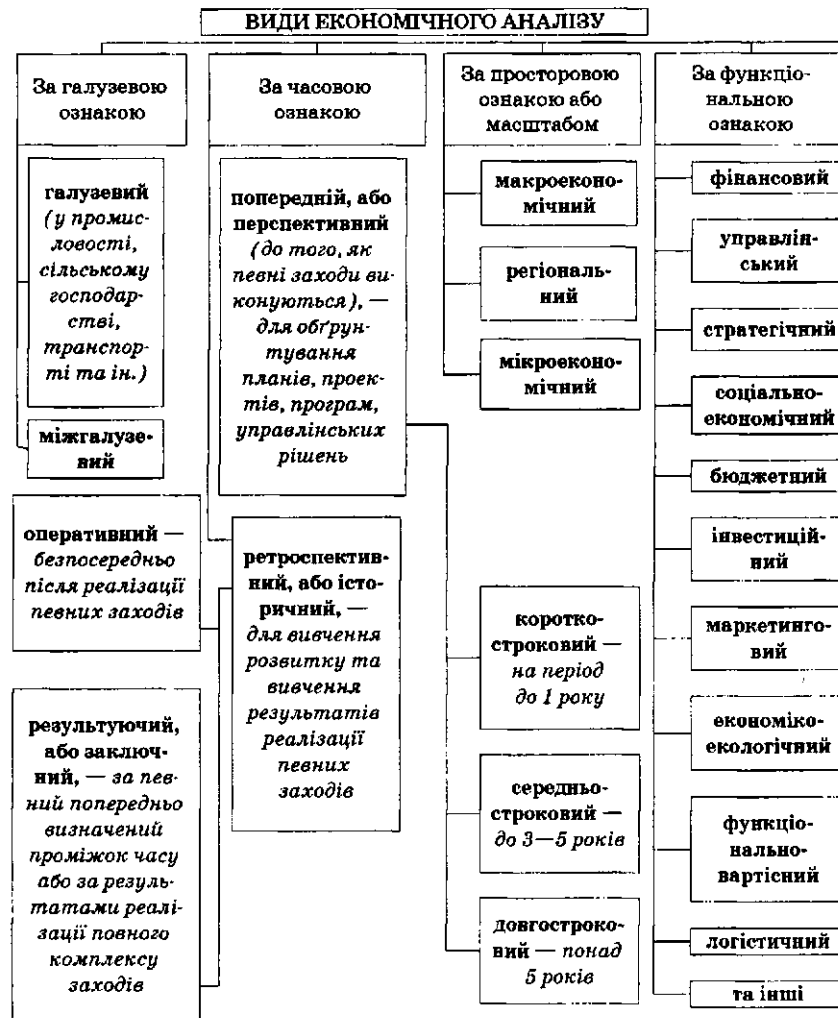 ВИДИ ЕКОНОМІЧНОГО АНАЛІЗУ
За галузевою
ознакою
галузевий
(у промис-
ловості,
сільському
господар-
стві,
транспор-
ті та ін.)
міжгалузе-
вий
За часовою
ознакою
попередній, або
перспективний
(до того, як
певні заходи ви-
конуються), —
для обґрун-
тування
планів, проек-
тів, програм,
управлінських
рішень
ретроспектив-
ний, або істо-
ричний, —
для вивчення
розвитку та
вивчення
результатів
реалізації
певних
заходів
оперативний —
безпосередньо
після реалізації
певних заходів
результуючий,
або заключ-
ний, — за пев-
ний попередньо
визначений
проміжок часу
або за резуль-
татами реалі-
зації повного
комплексу
заходів
коротко-
строковий —
на період
до 1 року
середньо-
строковий —
до 3—5 років
довгостроко-
вий — понад
5 років
За просторовою
ознакою або
масштабом
макроеконо-
мічний
регіональ-
ний
мікроеконо-
мічний
За функціо-
нальною
ознакою
фінансовий
управлін-
ський
стратегічний
соціально-
економічний
бюджетний
інвестицій-
ний
маркетинго-
вий
економіко-
екологічний
функціо-
нально-
вартісний
логістичний
та інші